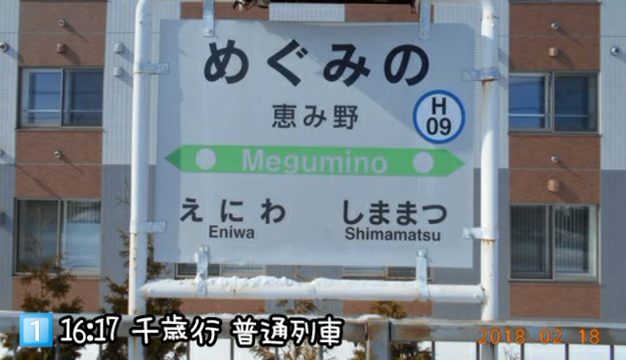 めぐみの
恵み野
H
09
Megumino
えにわ しままつ
Eniwa Shimamatsu
1 16:17 千歳行 普通列車
2018 02 18